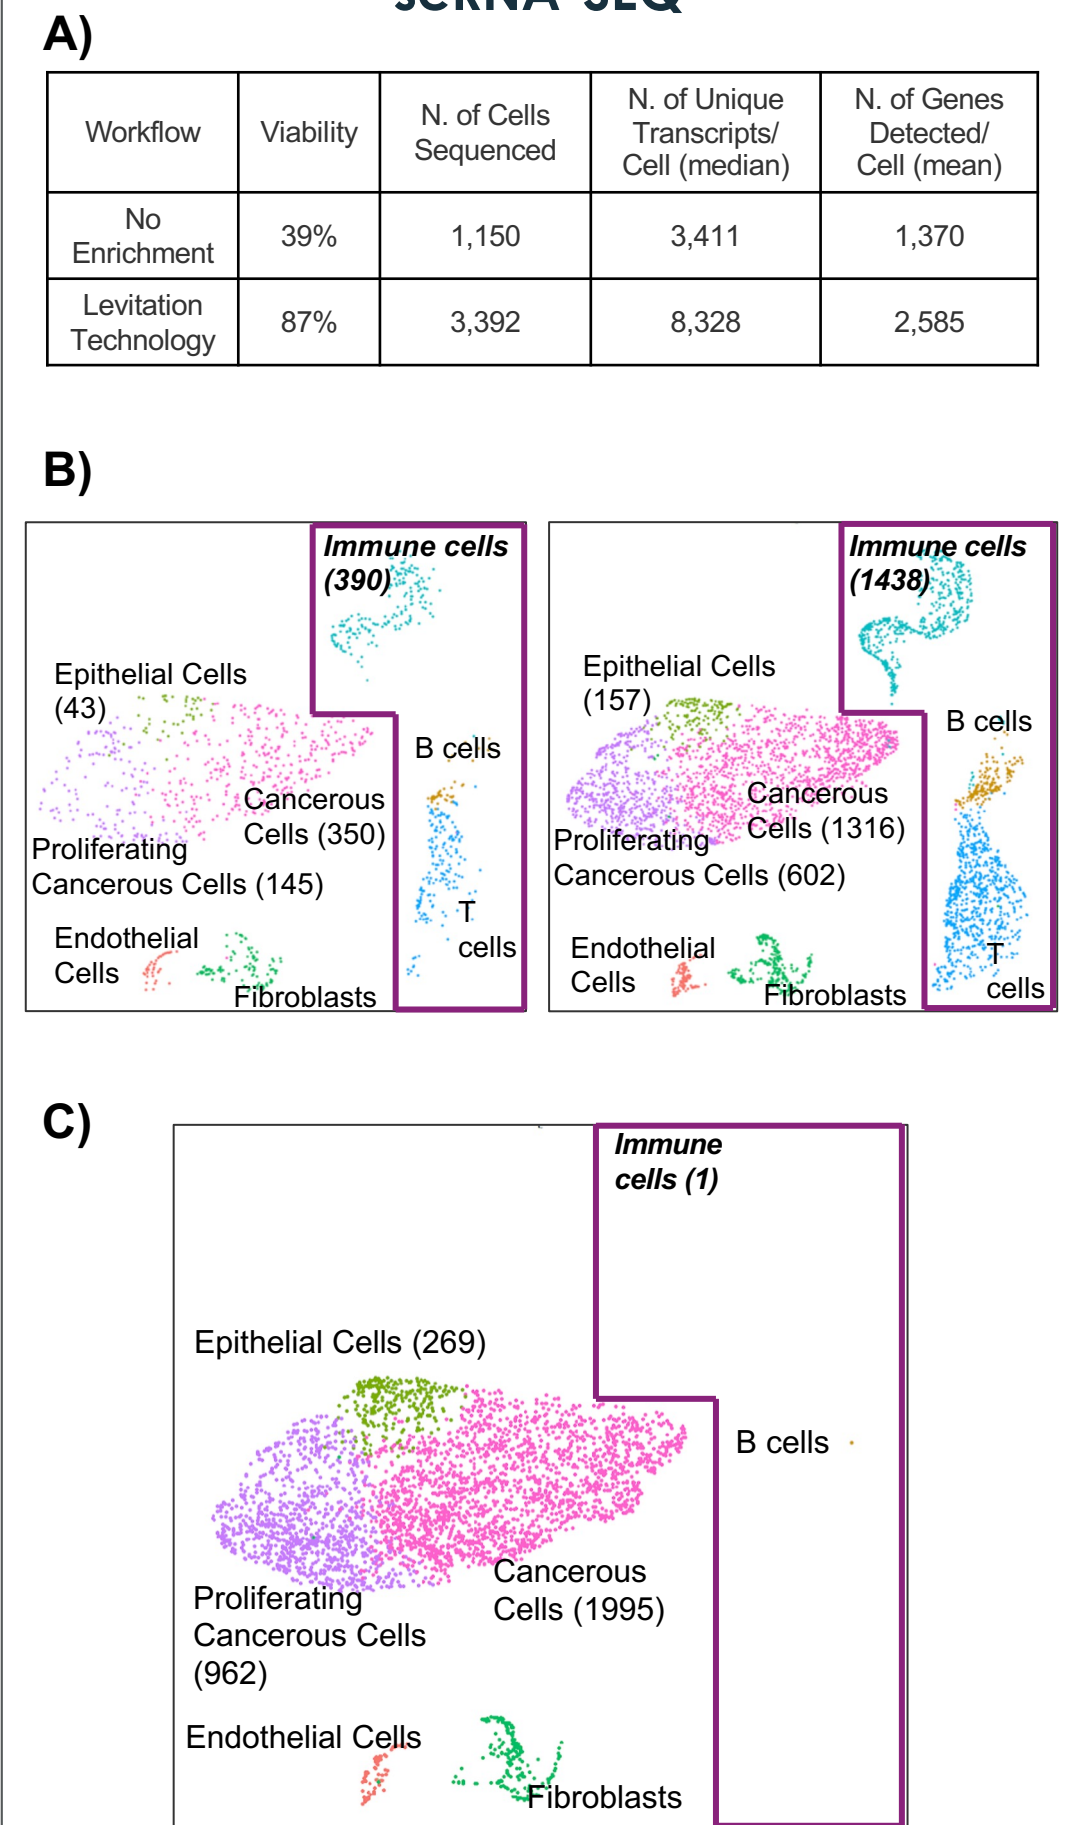 scRNA-SEQ
A)
Workflow
Viability
N. of Cells
Sequenced
N. of Unique
Transcripts/
Cell (median)
N. of Genes
Detected/
Cell (mean)
No
Enrichment
39%
1,150
3,411
1,370
Levitation
Technology
87%
3,392
8,328
2,585
B)
Immune cells
(390)
Epithelial Cells
(43)
B cells
Cancerous
Cells (350)
Proliferating
Cancerous Cells (145)
T
cells
Endothelial
Cells
Fibroblasts
Immune cells
(1438)
Epithelial Cells
(157)
B cells
Cancerous
Cells (1316)
Proliferating
Cancerous Cells (602)
Endothelial
Cells
T
cells
Fibroblasts
C)
Immune
cells (1)
Epithelial Cells (269)
B cells
Cancerous
Cells (1995)
Proliferating
Cancerous Cells
(962)
Endothelial Cells
Fibroblasts